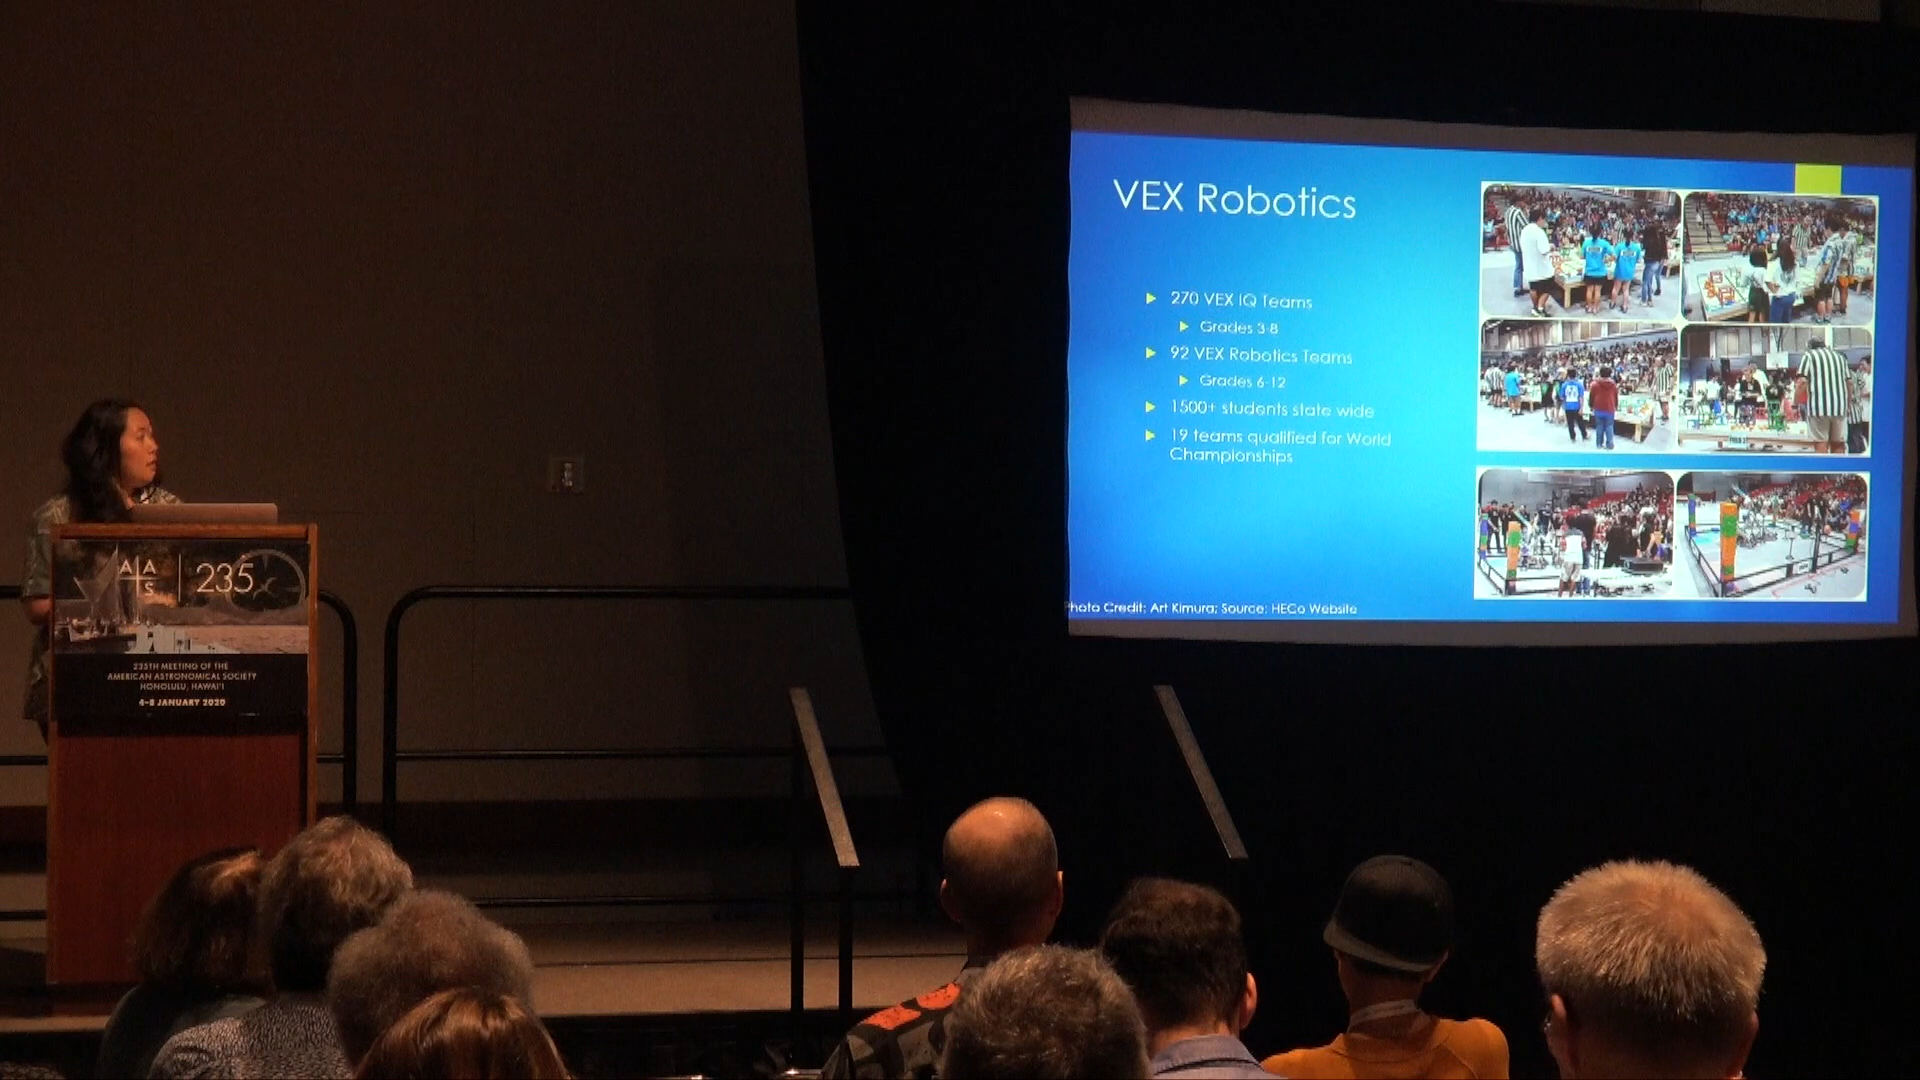 VEX Robotics
270 VEX IQ Teams
Grades 3-8
92 VEX Robotics Teams
Grades 6-12
1500+ students state wide
19 teams qualified for World
Championships
Photo Credit: Art Kimura; Source: HECo Website
AAS 235
235TH MEETING OF THE
AMERICAN ASTRONOMICAL SOCIETY
HONOLULU, HAWAI'I
4-8 JANUARY 2020